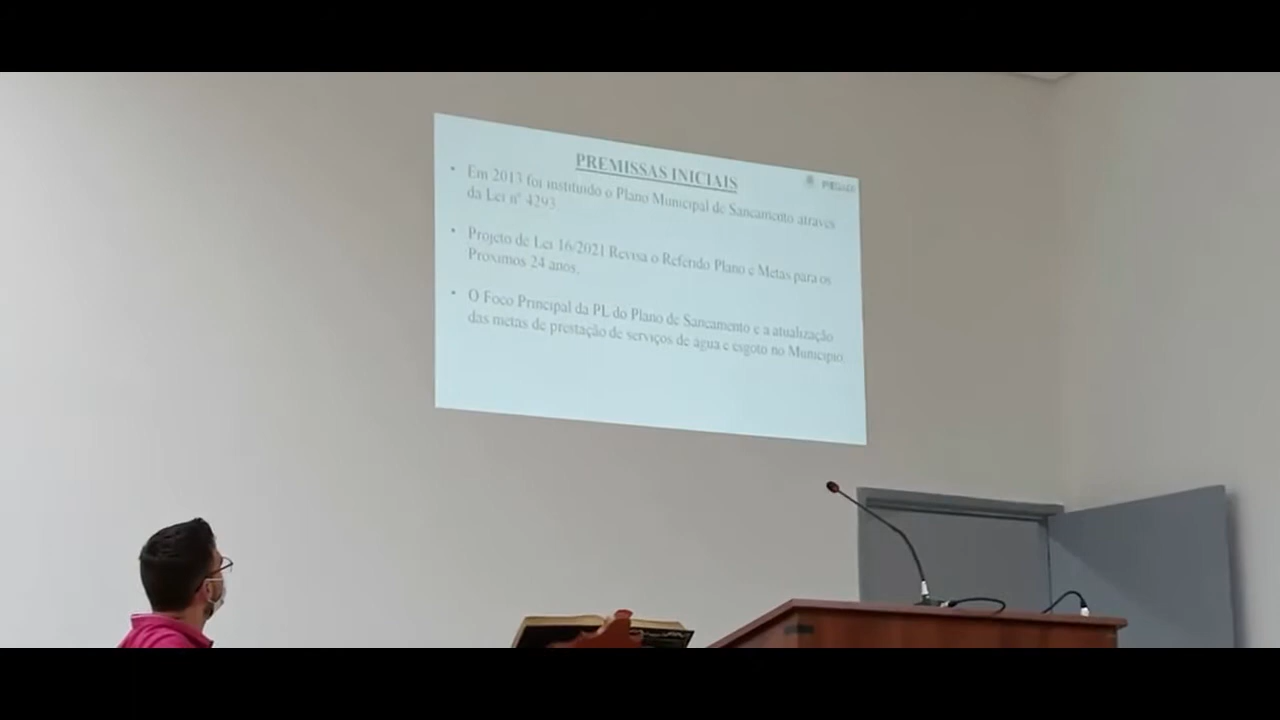 PREMISSAS INICIAIS
• Em 2013 foi instituído o Plano Municipal de Saneamento através
da Lei nº 4293.
• Projeto de Lei 16/2021 Revisa o Referido Plano e Metas para os
Próximos 24 anos.
• O Foco Principal da PL do Plano de Saneamento e a atualização
das metas de prestação de serviços de água e esgoto no Município